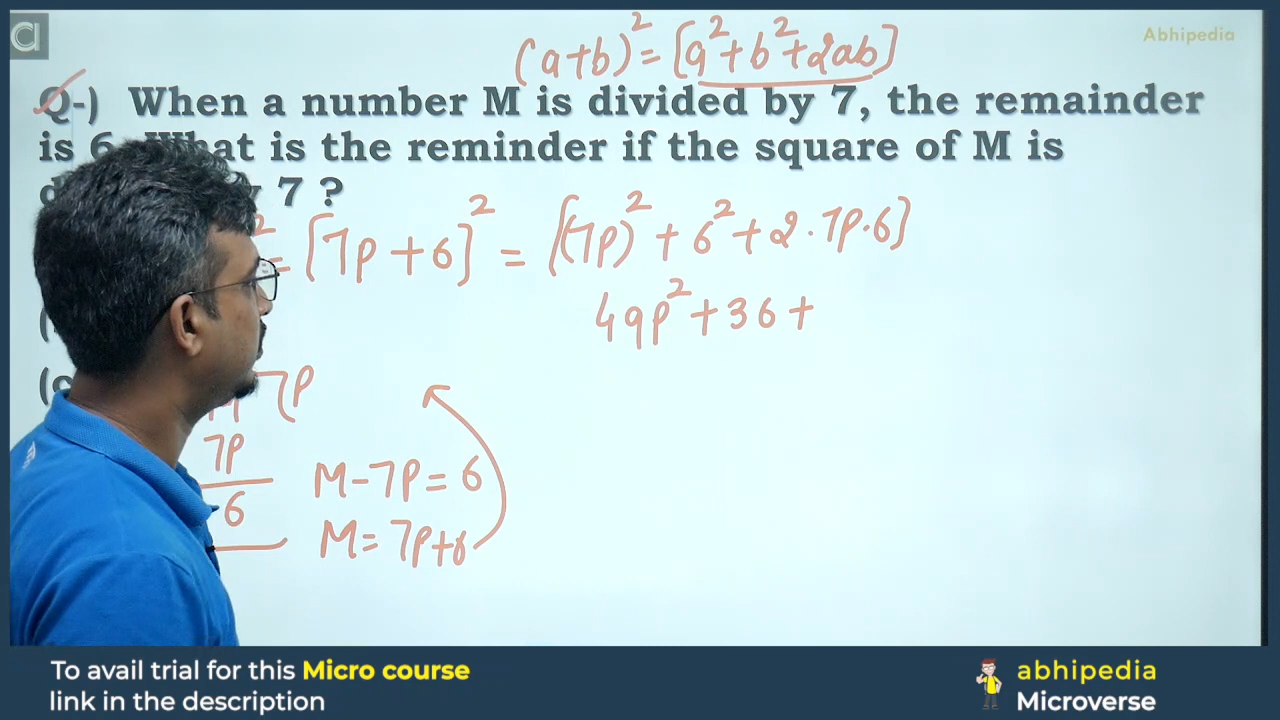 Abhipedia
(a+b)² = [a²+b²+2ab]
Q-) When a number M is divided by 7, the remainder
is 6. What is the reminder if the square of M is
7 ?
² = [7p+6]² = [(7p)²+6²+2·7p·6]
49p²+36+
7p
7p
6
M-7p=6
M=7p+6
To avail trial for this Micro course
link in the description
abhipedia
Microverse